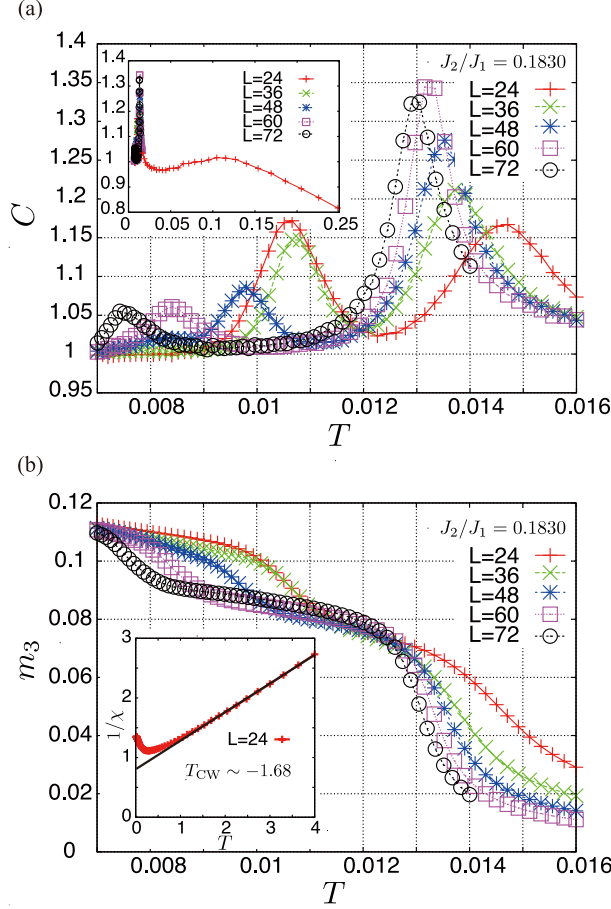 (a)
1.4
1.35
1.3
1.25
1.2
1.15
1.1
1.05
1
0.95
C
J2/J1 = 0.1830
L=24
L=36
L=48
L=60
L=72
1.4
1.3
1.2
1.1
1
0.9
0.8
0
0.05
0.10
0.15
0.20
0.25
L=24
L=36
L=48
L=60
L=72
0.008
0.01
0.012
0.014
0.016
T
(b)
0.12
0.1
0.08
0.06
0.04
0.02
0
m3
J2/J1 = 0.1830
L=24
L=36
L=48
L=60
L=72
3
2
1
0
1/χ
L=24
TCW ∼ −1.68
0
1
2
3
4
T
0.008
0.01
0.012
0.014
0.016
T